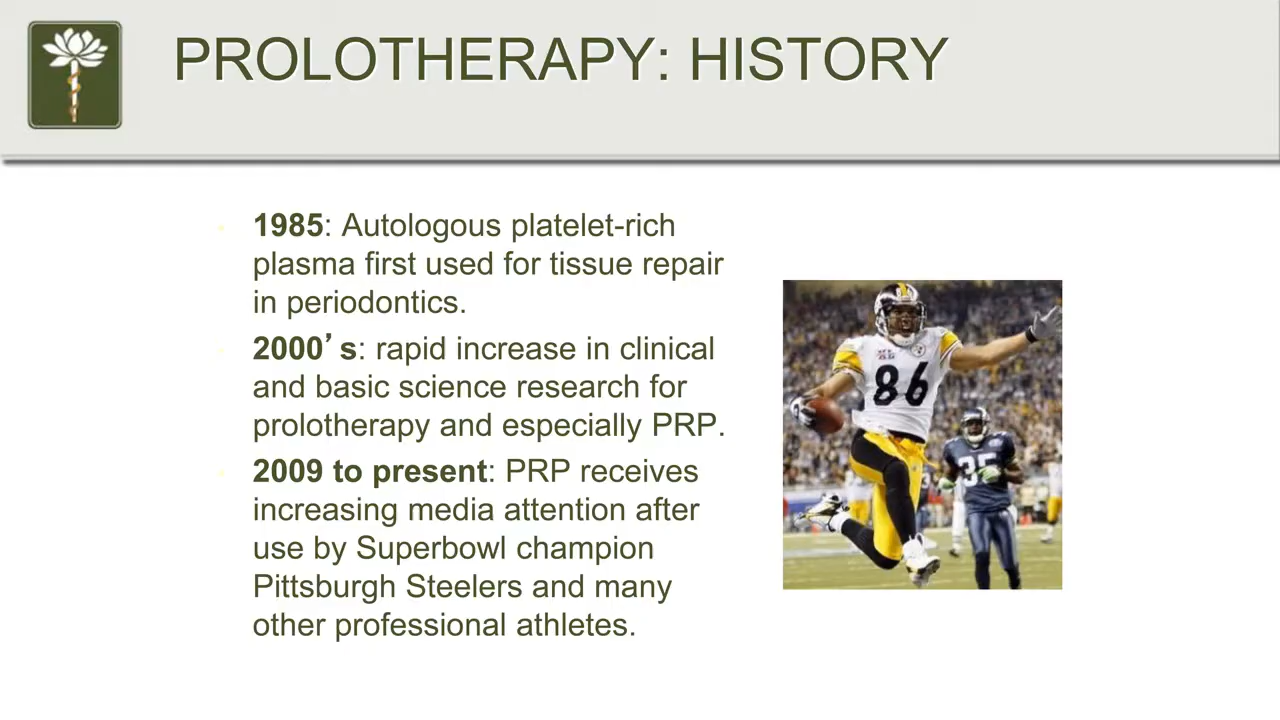 PROLOTHERAPY: HISTORY
1985: Autologous platelet-rich
plasma first used for tissue repair
in periodontics.
2000’s: rapid increase in clinical
and basic science research for
prolotherapy and especially PRP.
2009 to present: PRP receives
increasing media attention after
use by Superbowl champion
Pittsburgh Steelers and many
other professional athletes.
XL
86
35